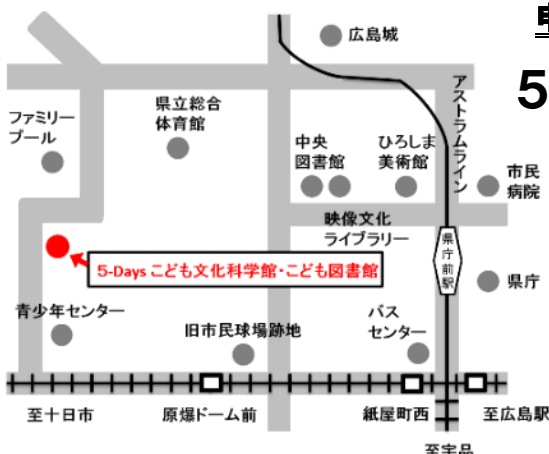 広島城
5
アストラムライン
ファミリー
プール
県立総合
体育館
中央
図書館
ひろしま
美術館
市民
病院
映像文化
ライブラリー
県庁前駅
5-Days こども文化科学館・こども図書館
県庁
青少年センター
旧市民球場跡地
バス
センター
至十日市
原爆ドーム前
紙屋町西
至広島駅
至宇品